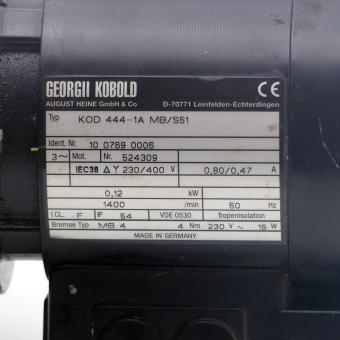 GEORGII KOBOLD CE
AUGUST HEINE GmbH & Co D-70771 Leinfelden-Echterdingen
Typ KOD 444-1A MB/S51
Ident. Nr. 10 0769 0006
3~ Mot. Nr. 524309
IEC38 Δ Y 230/400 V 0,80/0,47 A
0,12 kW
1400 /min 50 Hz
I.CL. F IP 54 VDE 0530 Tropenisolation
Bremse Typ MB 4 4 Nm 230 V ~ 15 W
MADE IN GERMANY